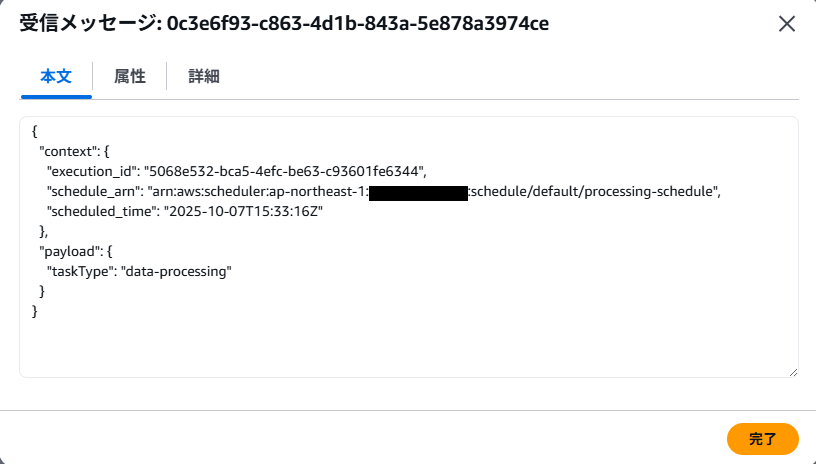 受信メッセージ: 0c3e6f93-c863-4d1b-843a-5e878a3974ce
本文
属性
詳細
{
"context": {
"execution_id": "5068e532-bca5-4efc-be63-c93601fe6344",
"schedule_arn": "arn:aws:scheduler:ap-northeast-1: :schedule/default/processing-schedule",
"scheduled_time": "2025-10-07T15:33:16Z"
},
"payload": {
"taskType": "data-processing"
}
}
完了